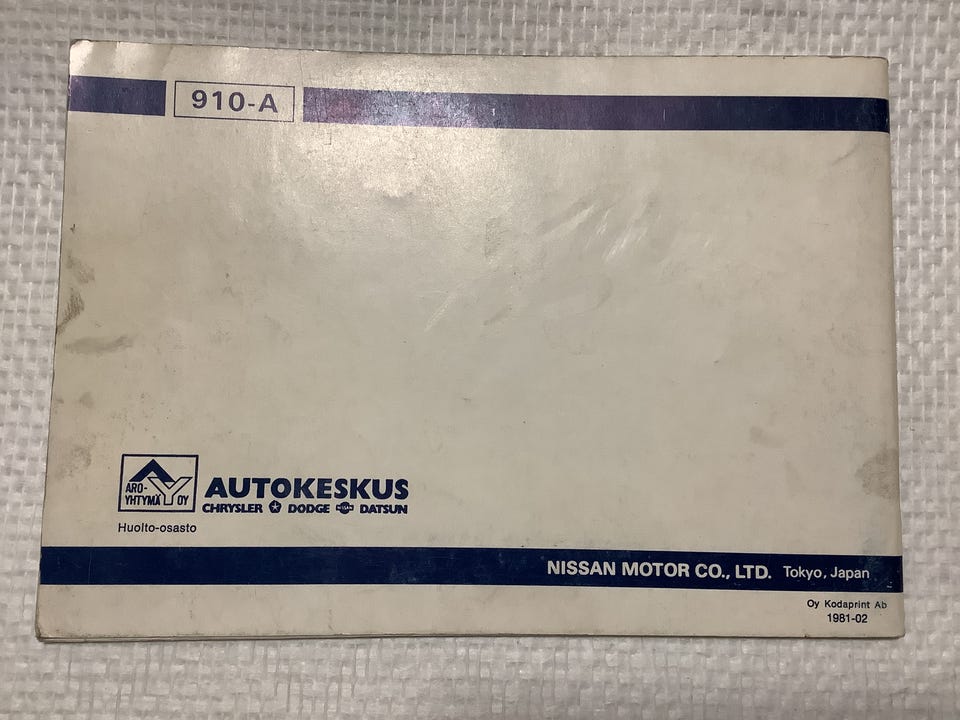 910-A
ARO-
YHTYMÄ OY
AUTOKESKUS
CHRYSLER DODGE NISSAN DATSUN
Huolto-osasto
NISSAN MOTOR CO., LTD. Tokyo, Japan
Oy Kodaprint Ab
1981-02